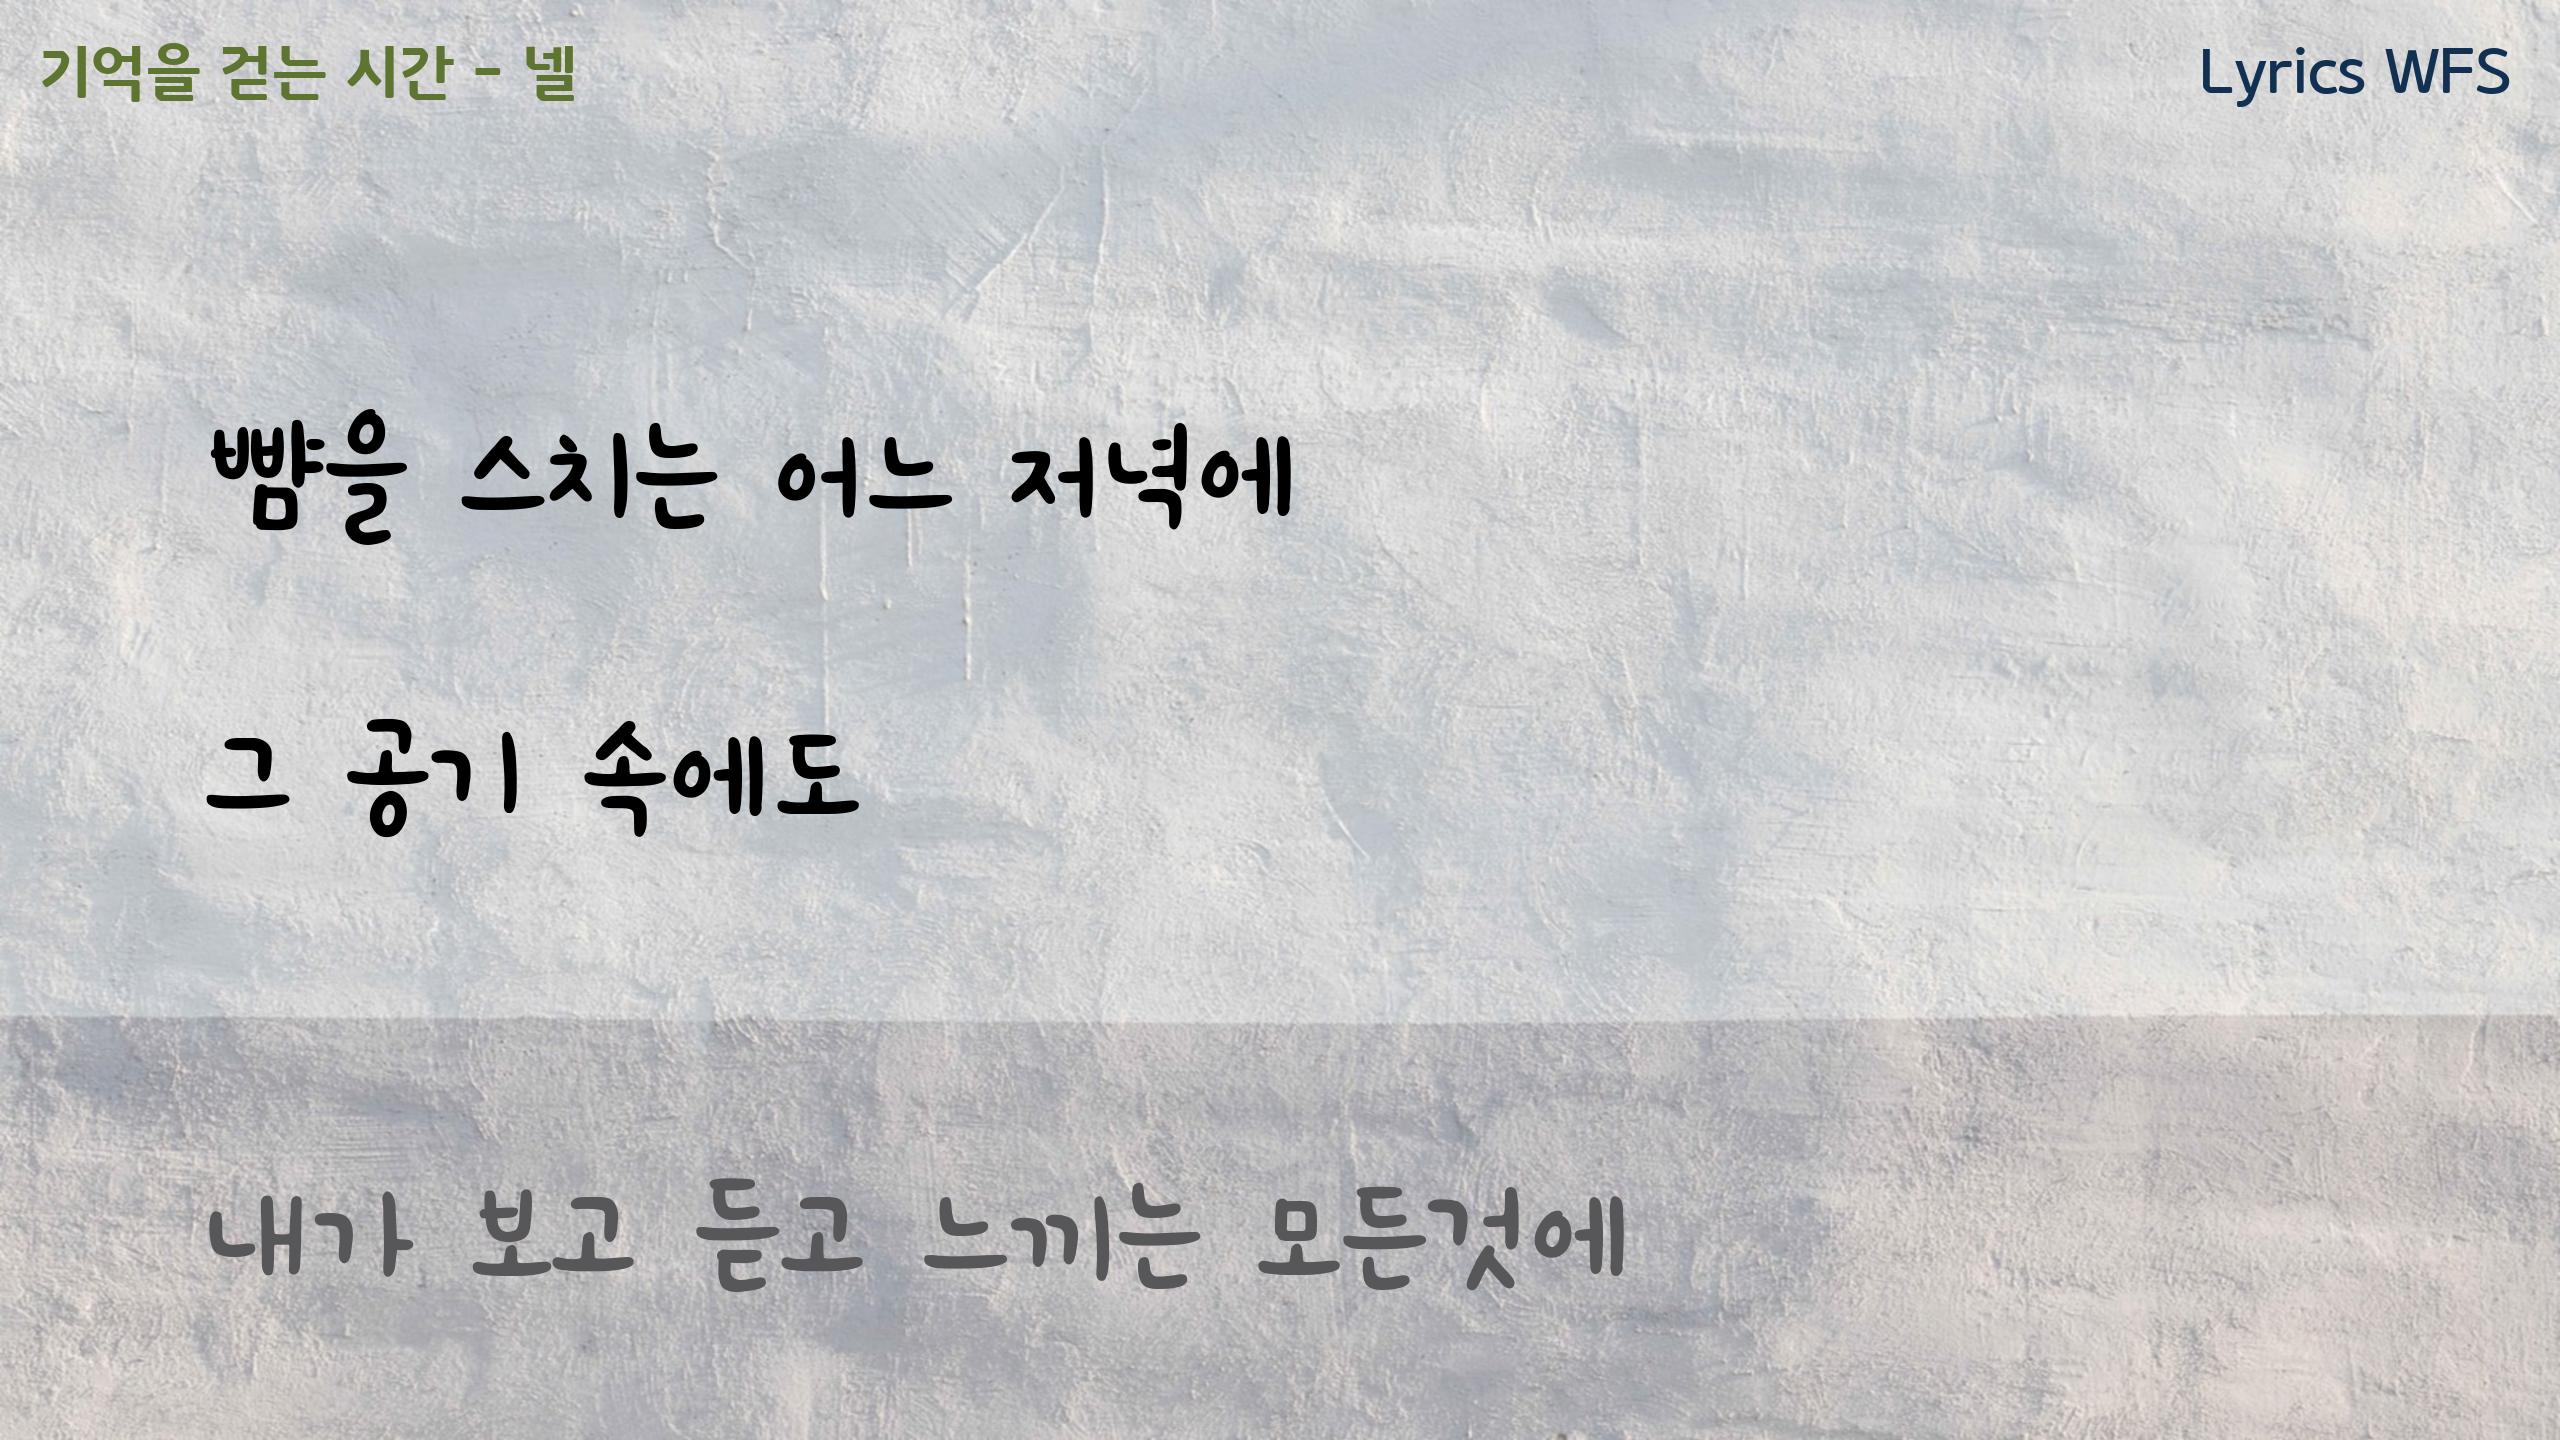 기억을 걷는 시간 - 넬
Lyrics WFS
뺨을 스치는 어느 저녁에
그 공기 속에도
내가 보고 듣고 느끼는 모든것에